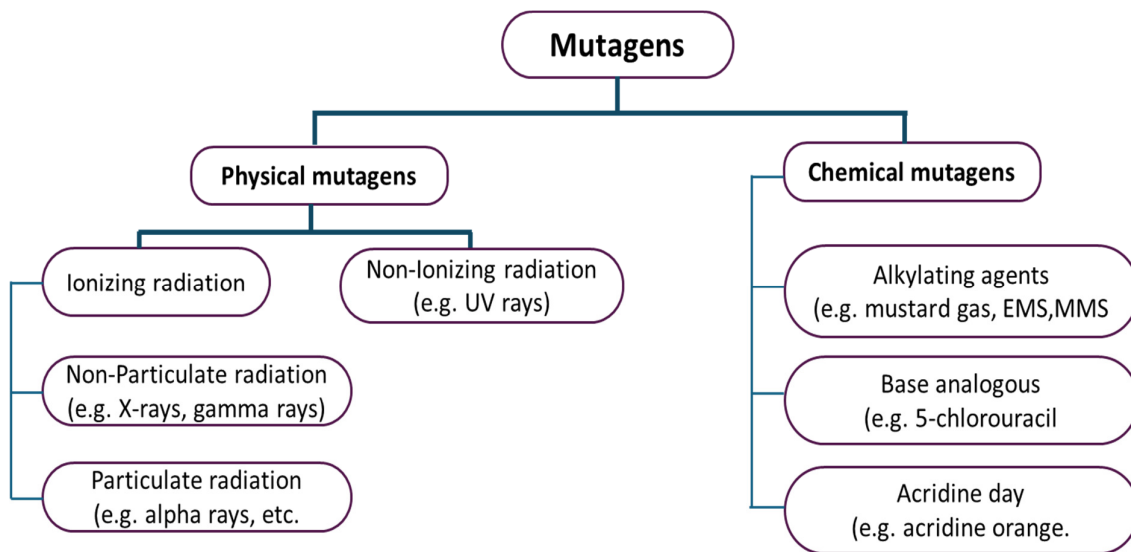 Mutagens
Physical mutagens
Chemical mutagens
Ionizing radiation
Non-Ionizing radiation
(e.g. UV rays)
Non-Particulate radiation
(e.g. X-rays, gamma rays)
Particulate radiation
(e.g. alpha rays, etc.
Alkylating agents
(e.g. mustard gas, EMS,MMS
Base analogous
(e.g. 5-chlorouracil
Acridine day
(e.g. acridine orange.